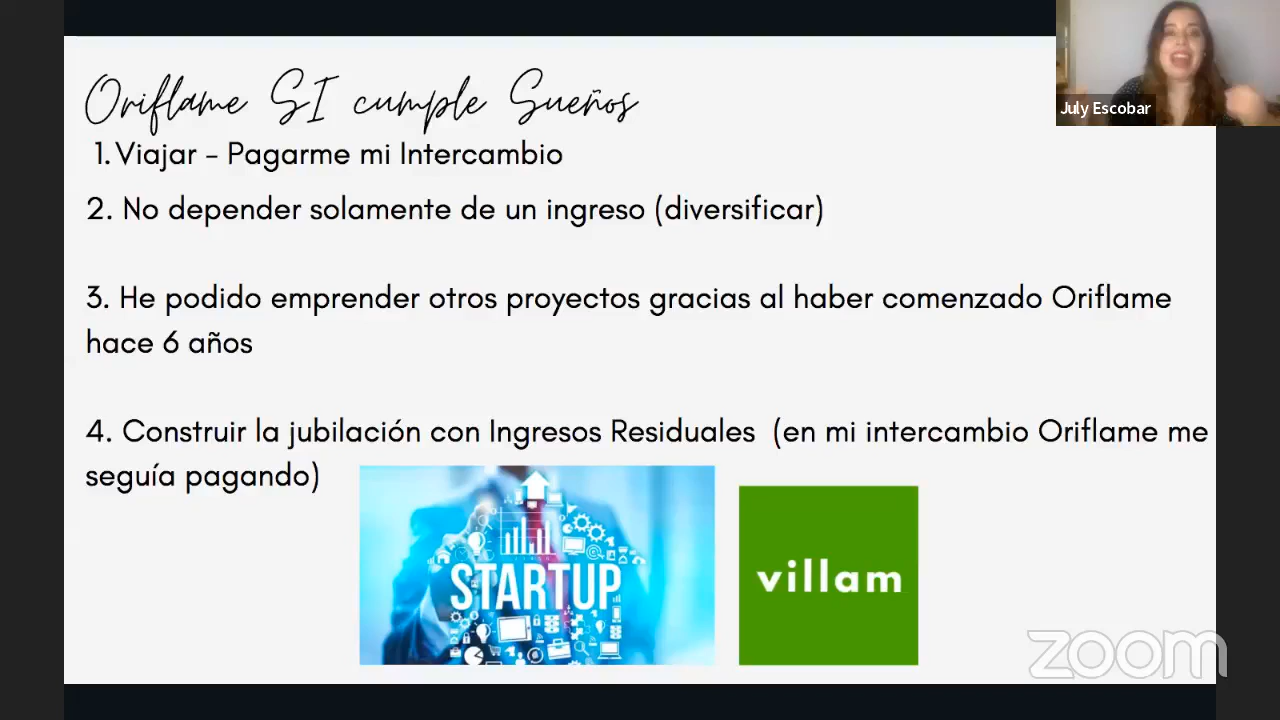 Oriflame SI cumple Sueños
July Escobar
1. Viajar - Pagarme mi Intercambio
2. No depender solamente de un ingreso (diversificar)
3. He podido emprender otros proyectos gracias al haber comenzado Oriflame
hace 6 años
4. Construir la jubilación con Ingresos Residuales (en mi intercambio Oriflame me
seguía pagando)
STARTUP
villam
zoom